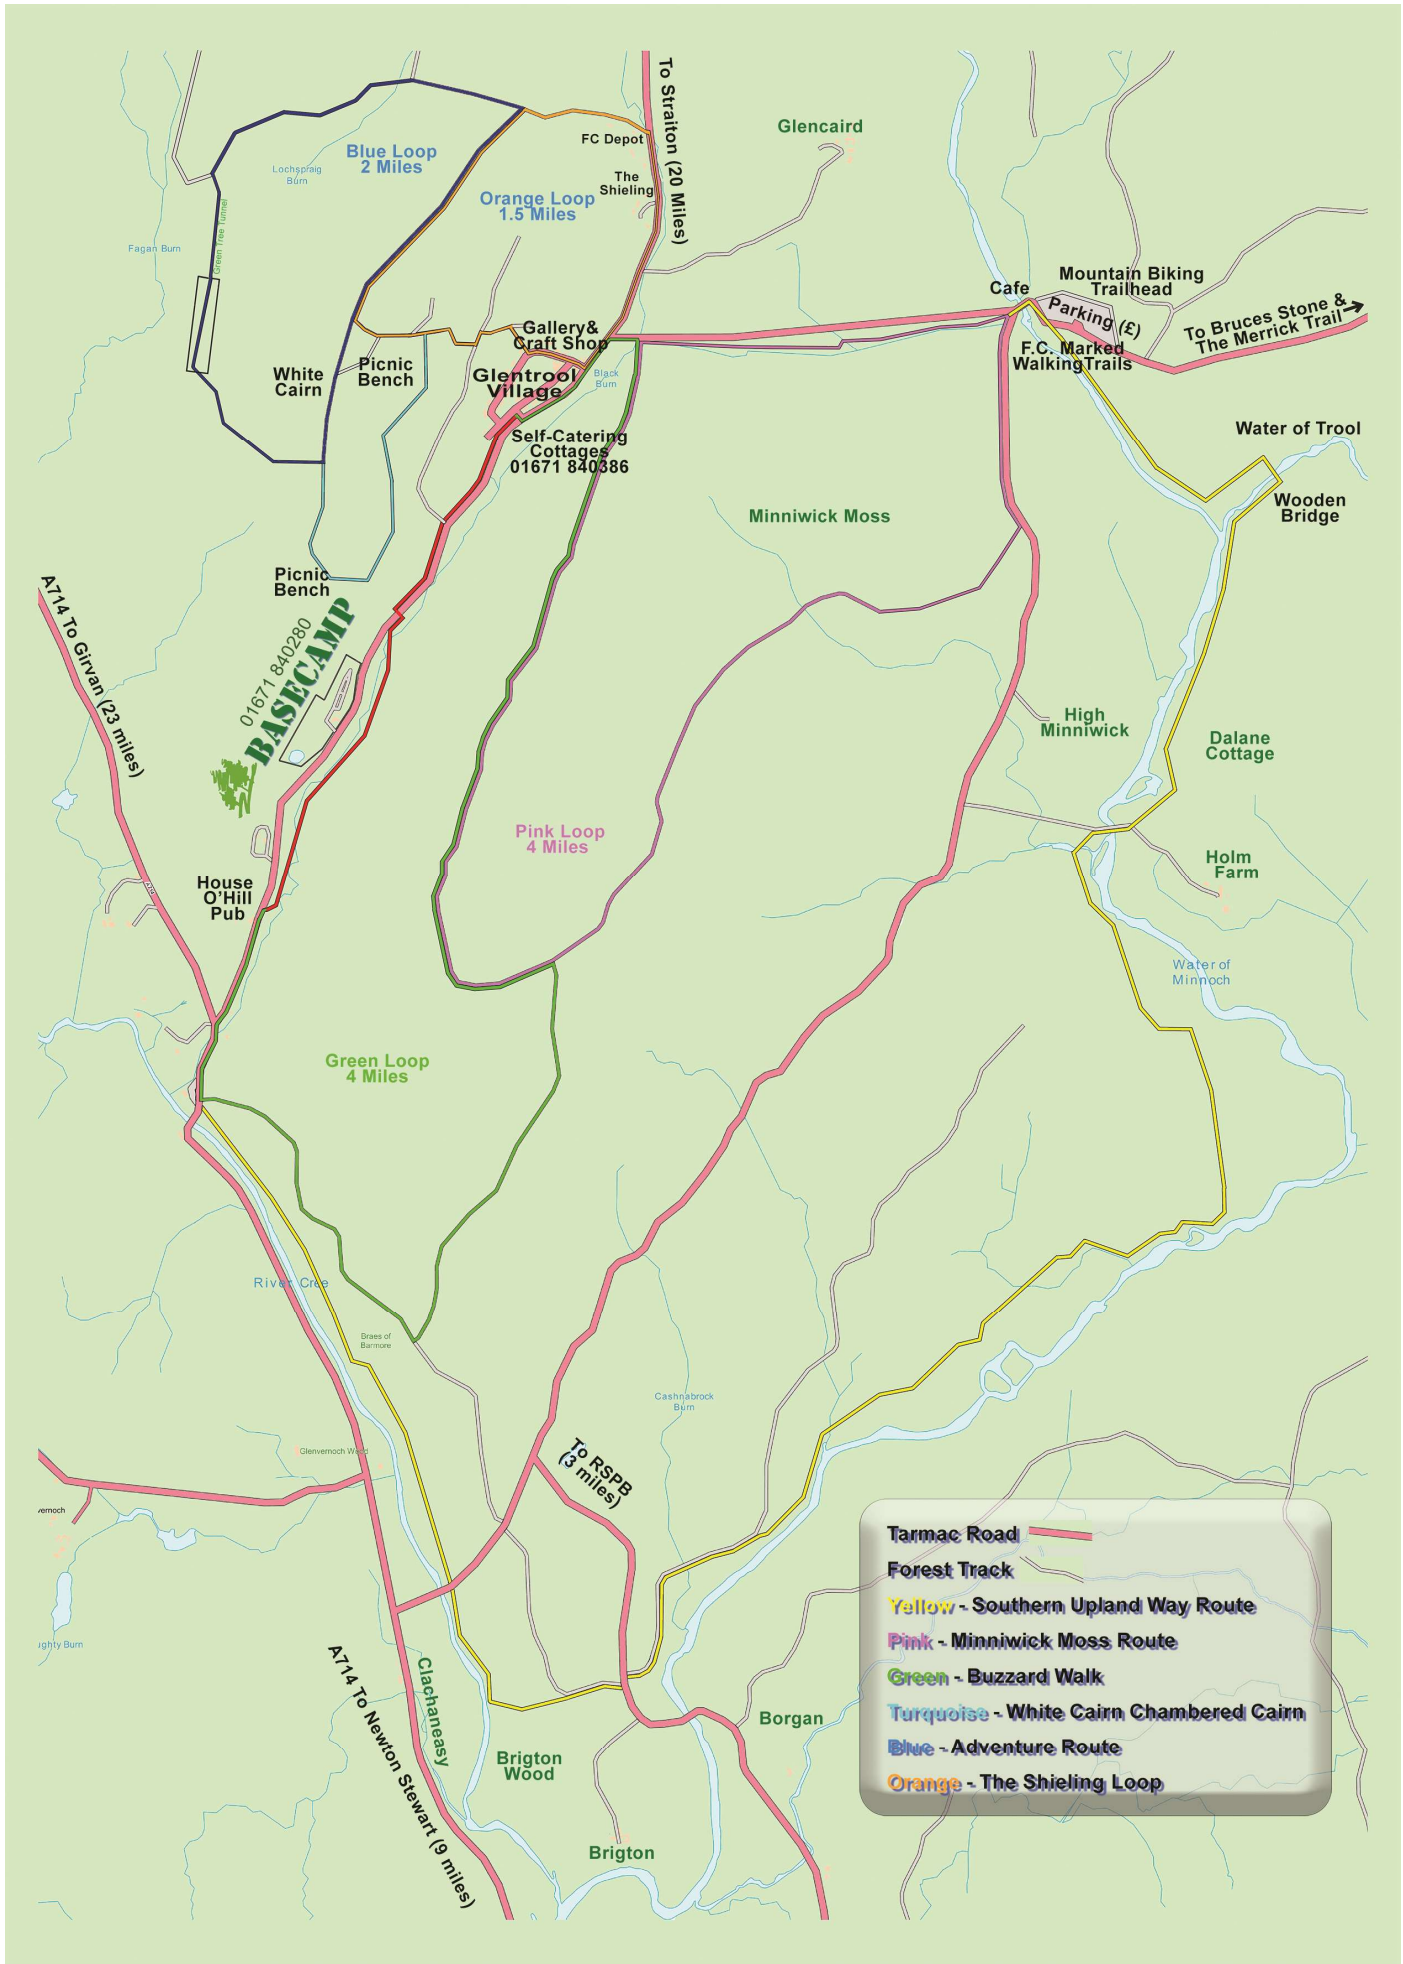 To Straiton (20 Miles)
Glencaird
FC Depot
Blue Loop
2 Miles
Lochspraig
Burn
The
Shieling
Orange Loop
1.5 Miles
Green Tree Tunnel
Fagan Burn
Mountain Biking
Trailhead
Cafe
Parking (£)
To Bruces Stone &
The Merrick Trail
Gallery&
Craft Shop
F.C. Marked
WalkingTrails
Picnic
Bench
White
Cairn
Glentrool
Village
Black
Burn
Self-Catering
Cottages
01671 840386
Water of Trool
Wooden
Bridge
Minniwick Moss
Picnic
Bench
A714 To Girvan (23 miles)
01671 840280
BASECAMP
High
Minniwick
Dalane
Cottage
Pink Loop
4 Miles
Holm
Farm
House
O'Hill
Pub
Water of
Minnoch
Green Loop
4 Miles
River Cree
Braes of
Barmore
Cashnabrock
Burn
Glenvernoch Wood
To RSPB
(3 miles)
vernoch
ughty Burn
Tarmac Road
Forest Track
Yellow - Southern Upland Way Route
Pink - Minniwick Moss Route
Green - Buzzard Walk
Turquoise - White Cairn Chambered Cairn
Blue - Adventure Route
Orange - The Shieling Loop
Clachaneasy
A714 To Newton Stewart (9 miles)
Borgan
Brigton
Wood
Brigton